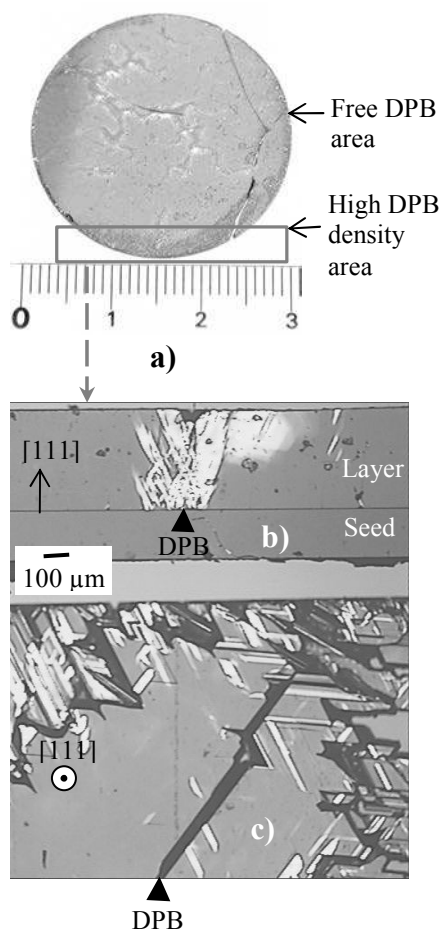 Free DPB
area
High DPB
density
area
0 1 2 3
a)
[111]
Layer
DPB
b)
Seed
100 µm
[111]
c)
DPB